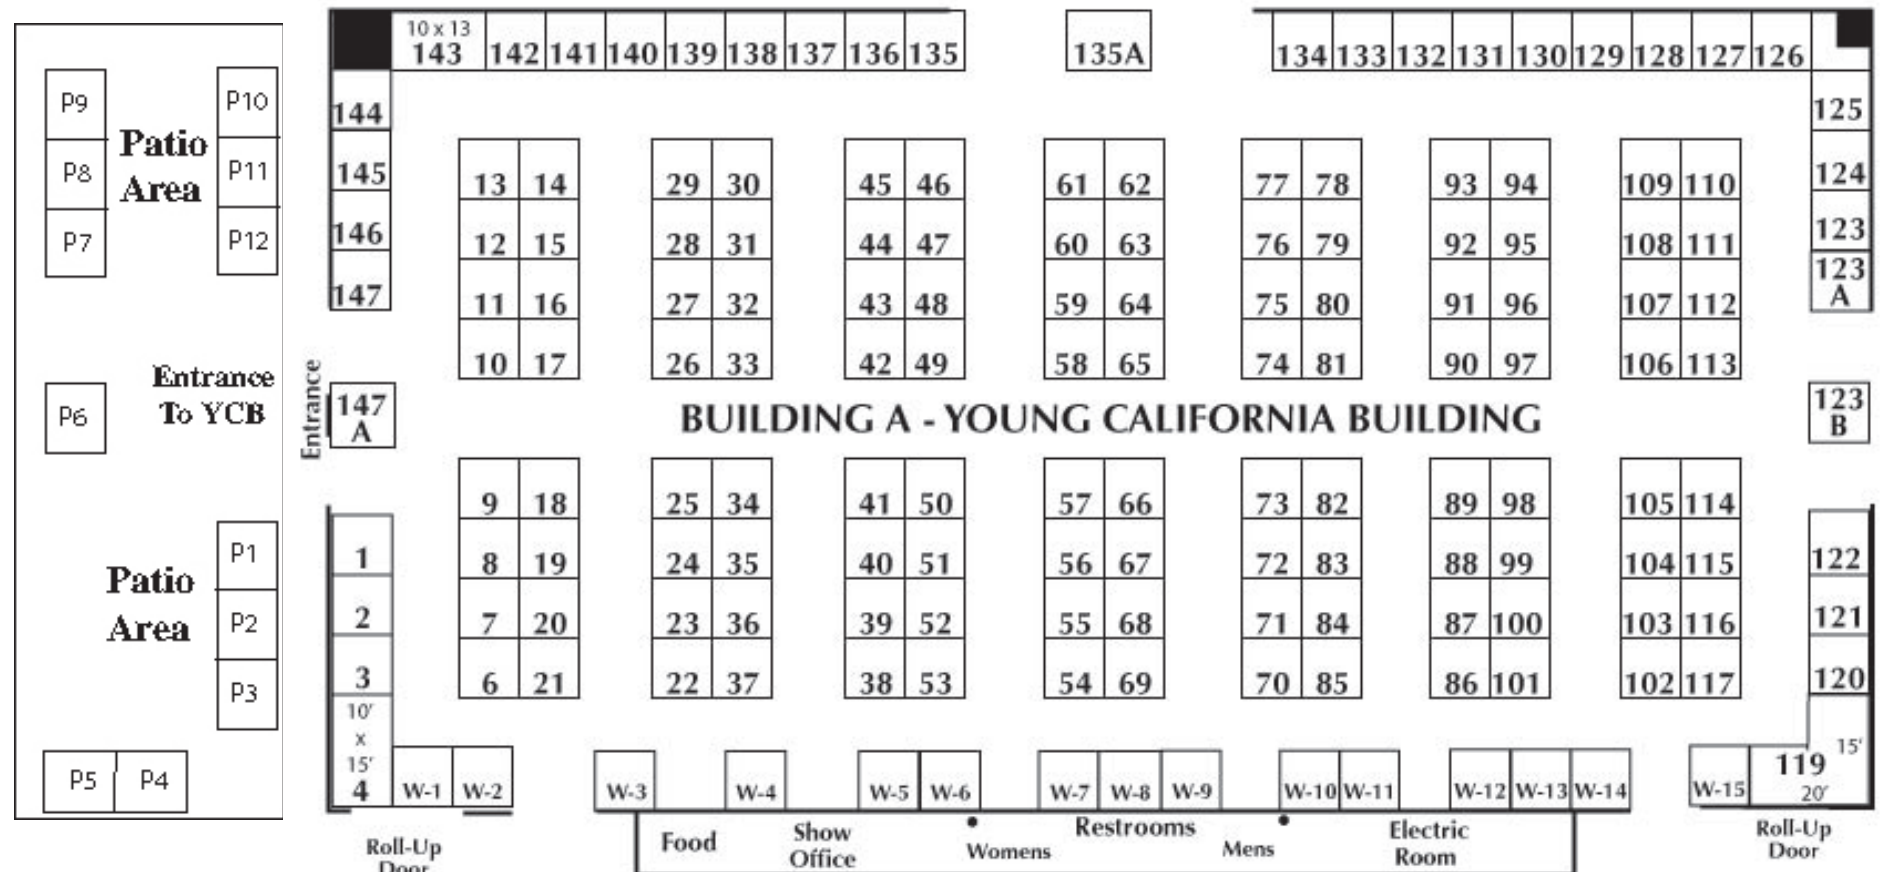 P9
P10
Patio
Area
P8
P11
P7
P12
Entrance
To YCB
P6
P1
Patio
Area
P2
P3
P5 P4
10 x 13
143 142 141 140 139 138 137 136 135
135A
134 133 132 131 130 129 128 127 126
144
145
146
147
125
124
123
123
A
13 14 29 30 45 46 61 62 77 78 93 94 109 110
12 15 28 31 44 47 60 63 76 79 92 95 108 111
11 16 27 32 43 48 59 64 75 80 91 96 107 112
10 17 26 33 42 49 58 65 74 81 90 97 106 113
Entrance
147
A
BUILDING A - YOUNG CALIFORNIA BUILDING
123
B
9 18 25 34 41 50 57 66 73 82 89 98 105 114
8 19 24 35 40 51 56 67 72 83 88 99 104 115
7 20 23 36 39 52 55 68 71 84 87 100 103 116
6 21 22 37 38 53 54 69 70 85 86 101 102 117
1
2
3
10'
x
15'
4
122
121
120
15'
119
20'
W-1 W-2 W-3 W-4 W-5 W-6 W-7 W-8 W-9 W-10 W-11 W-12 W-13 W-14 W-15
Roll-Up
Door
Food
Show
Office
Womens
Restrooms
Mens
Electric
Room
Roll-Up
Door